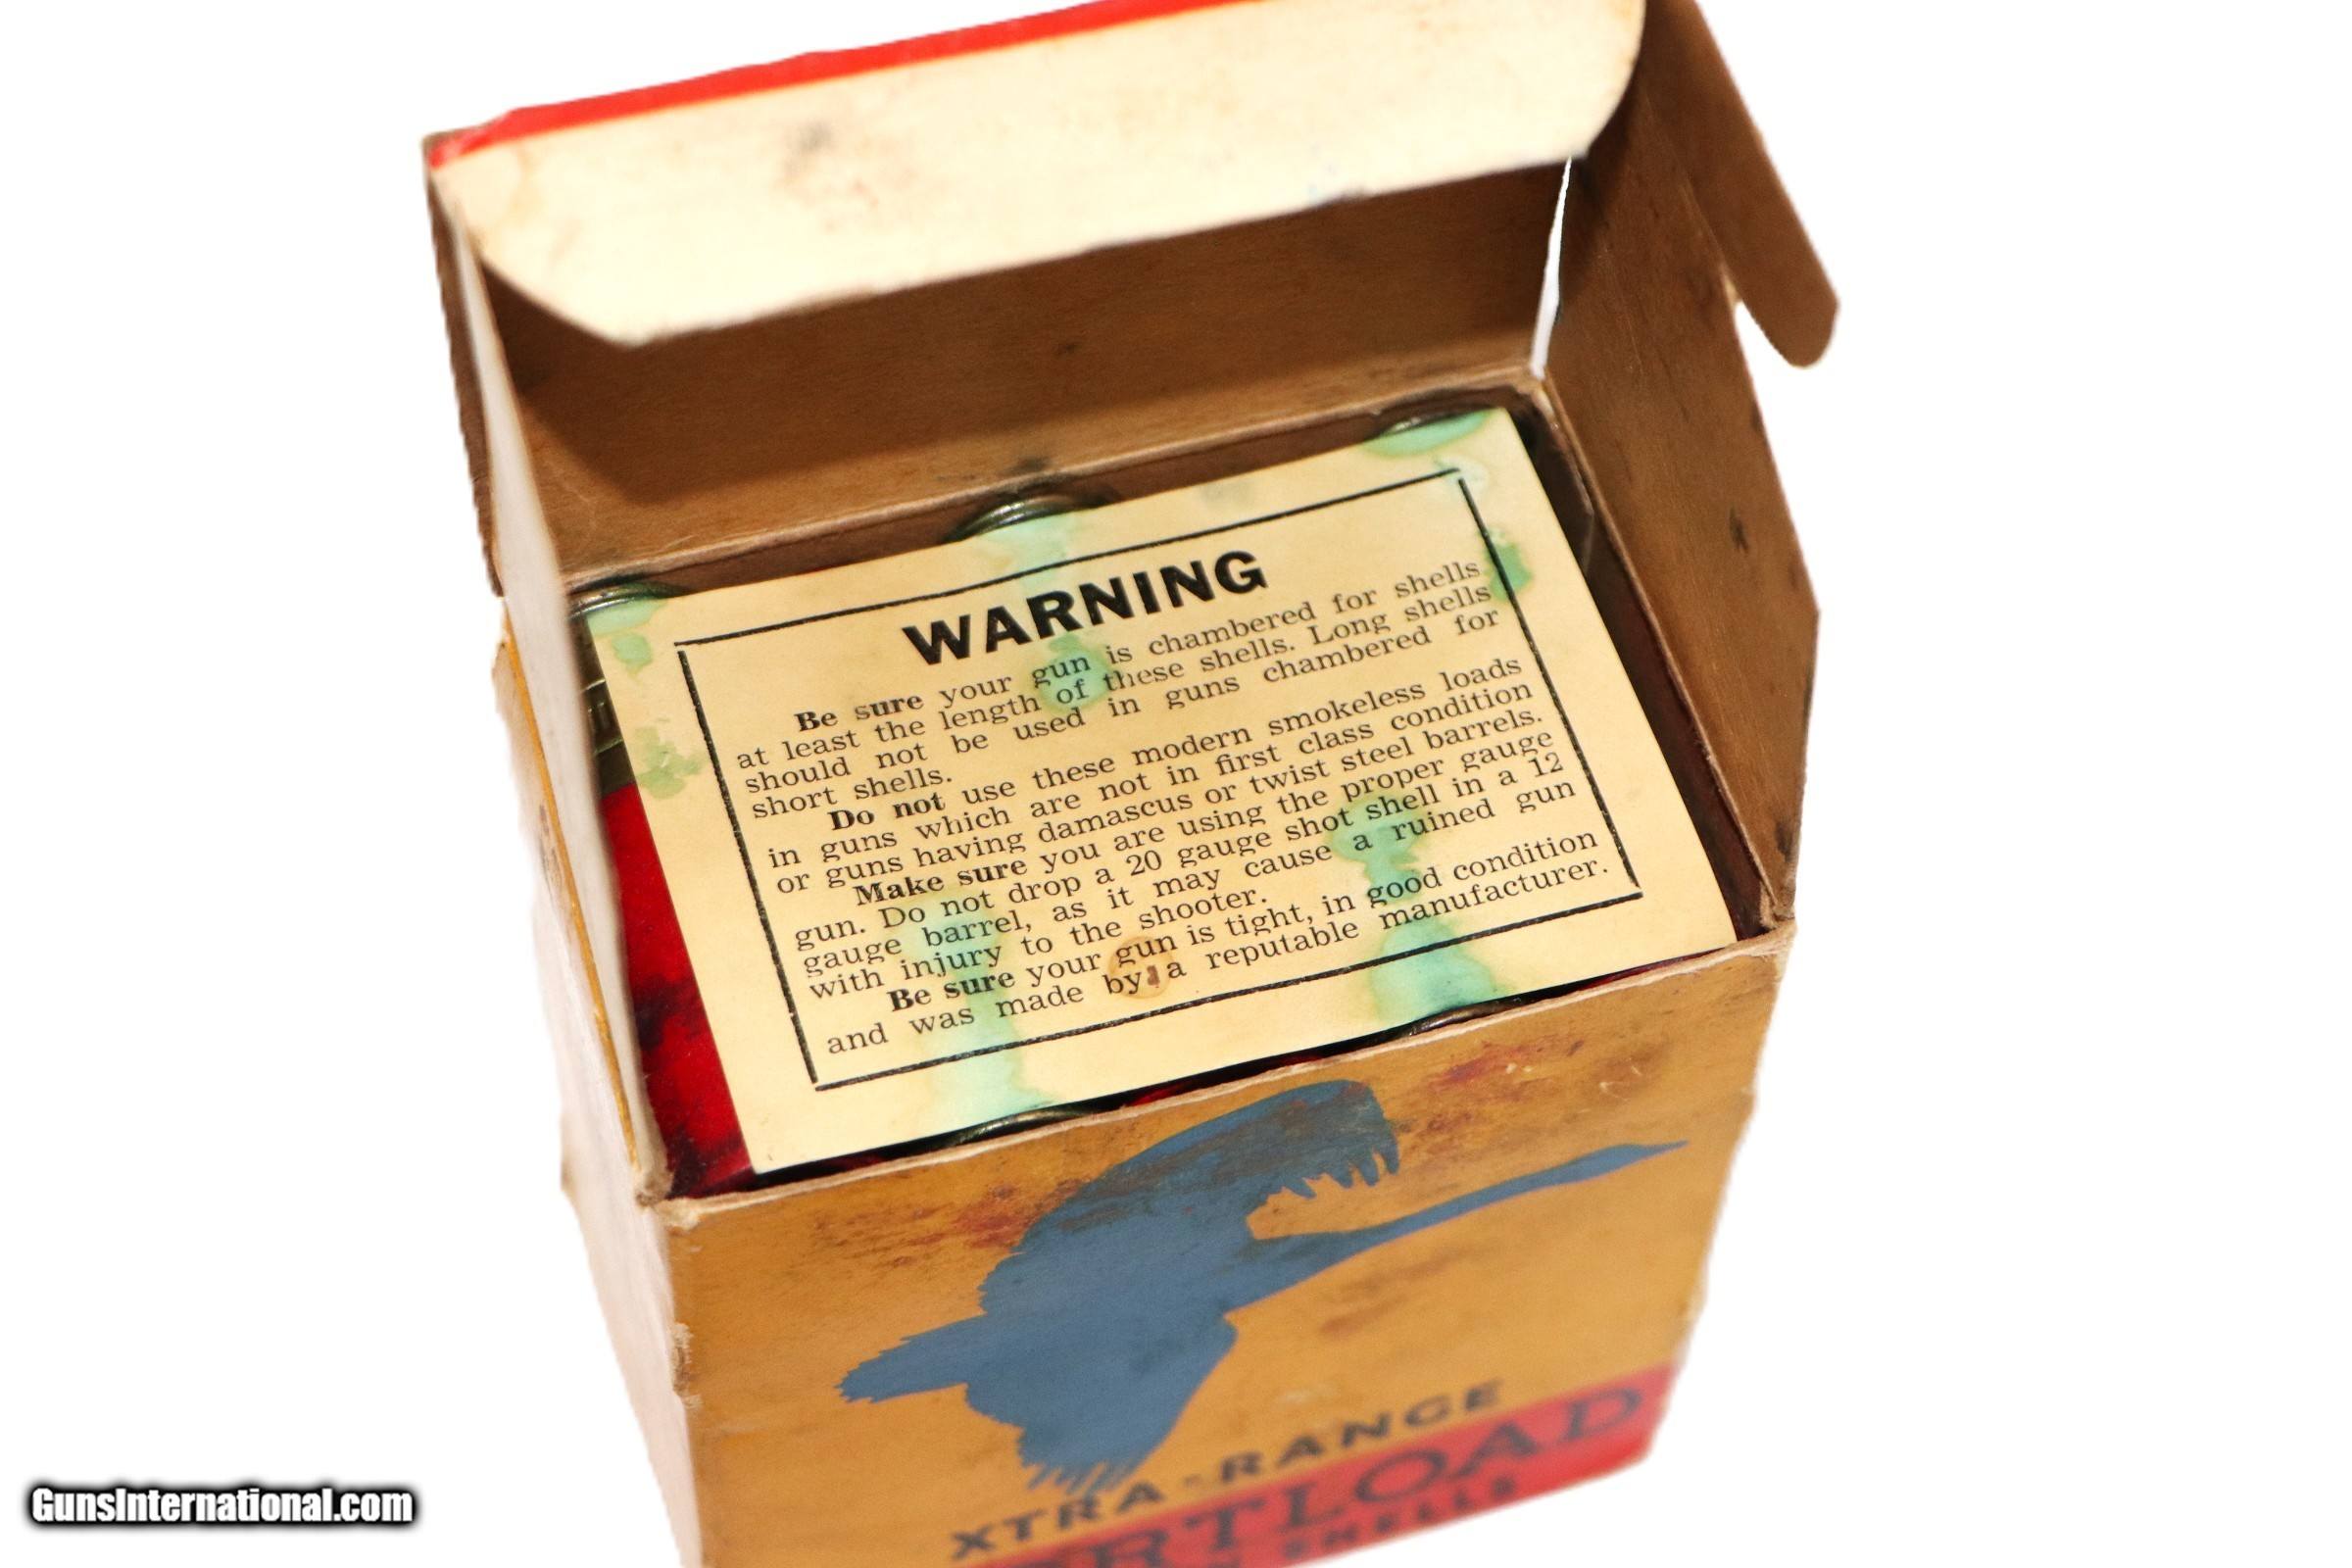 WARNING
Be sure your gun is chambered for shells
at least the length of these shells. Long shells
should not be used in guns chambered for
short shells.
Do not use these modern smokeless loads
in guns which are not in first class condition
or guns having damascus or twist steel barrels.
Make sure you are using the proper gauge
gun. Do not drop a 20 gauge shot shell in a 12
gauge barrel, as it may cause a ruined gun
with injury to the shooter.
Be sure your gun is tight, in good condition
and was made by a reputable manufacturer.
XTRA-RANGE
ERTLOAD
SHELLS
GunsInternational.com